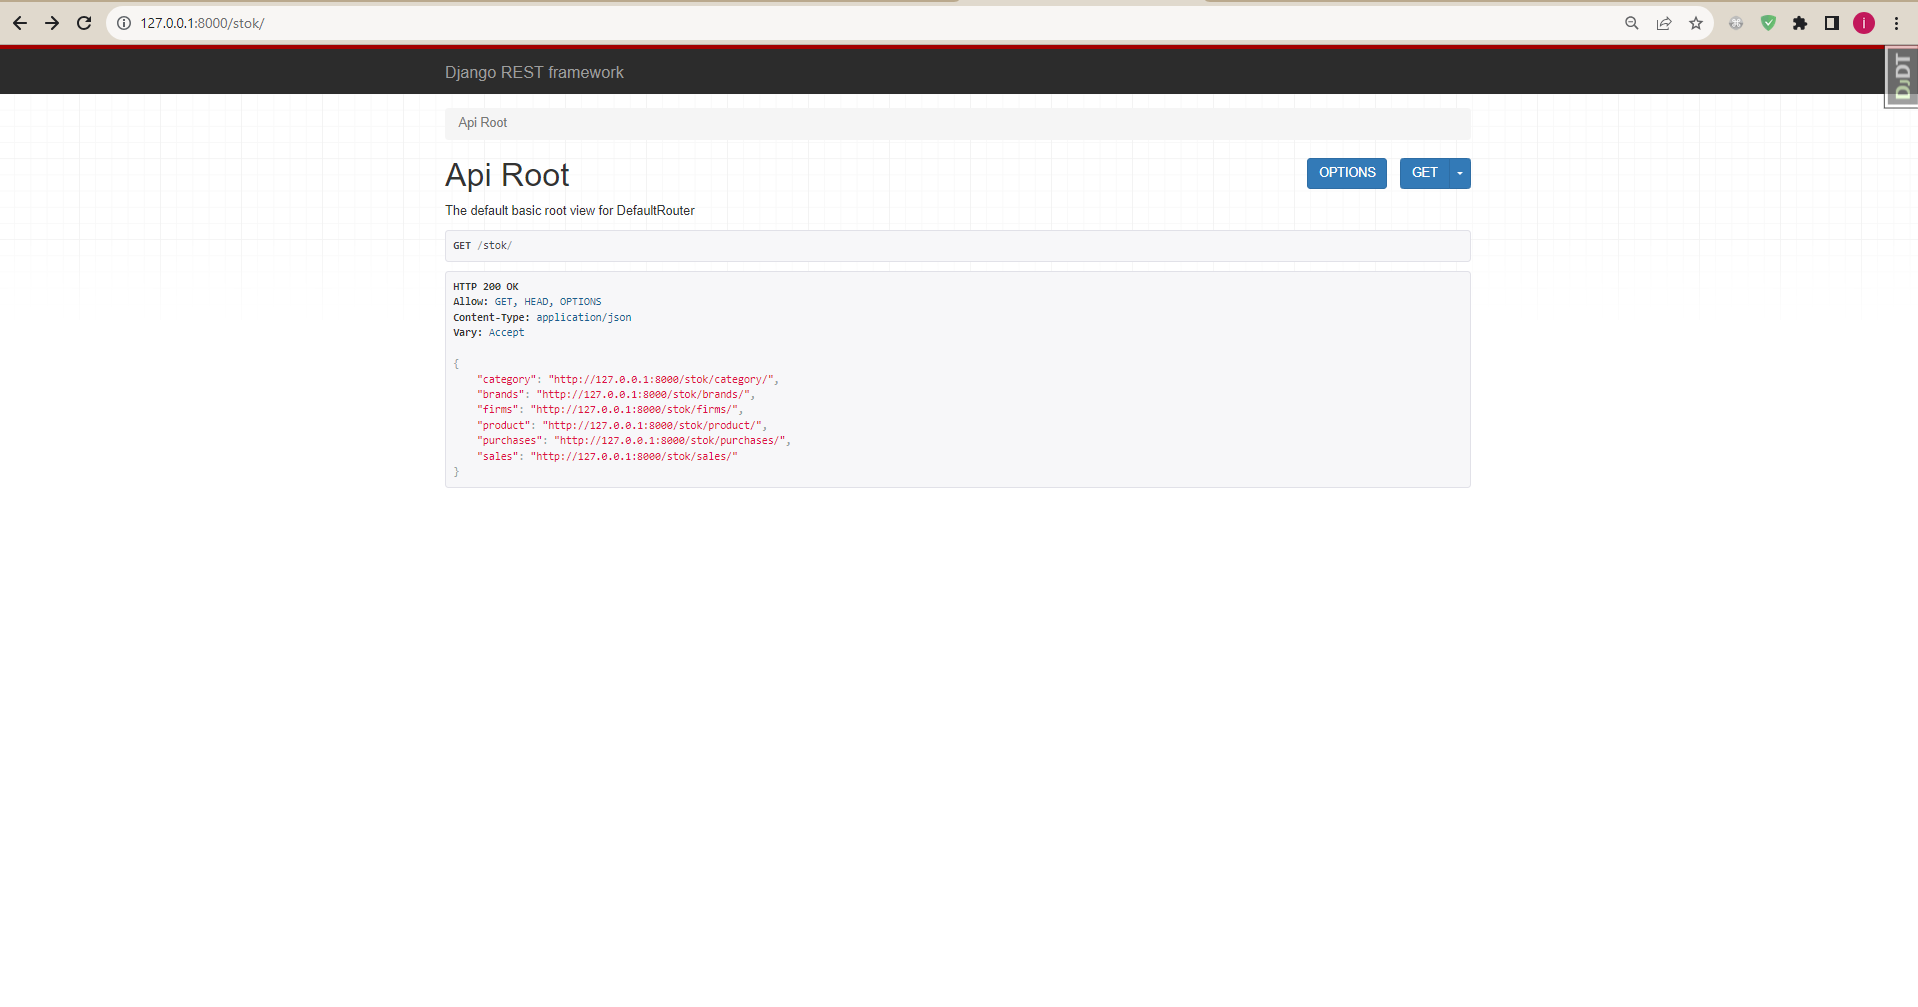 127.0.0.1:8000/stok/
i
Django REST framework
DjDT
Api Root
Api Root
OPTIONS
GET
The default basic root view for DefaultRouter
GET /stok/
HTTP 200 OK
Allow: GET, HEAD, OPTIONS
Content-Type: application/json
Vary: Accept
{
"category": "http://127.0.0.1:8000/stok/category/",
"brands": "http://127.0.0.1:8000/stok/brands/",
"firms": "http://127.0.0.1:8000/stok/firms/",
"product": "http://127.0.0.1:8000/stok/product/",
"purchases": "http://127.0.0.1:8000/stok/purchases/",
"sales": "http://127.0.0.1:8000/stok/sales/"
}